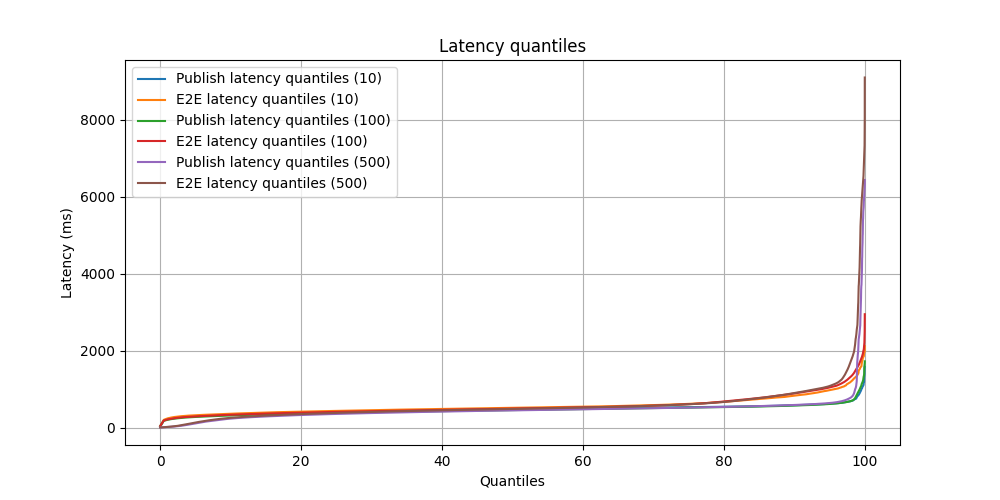 Latency quantiles
Publish latency quantiles (10)
E2E latency quantiles (10)
Publish latency quantiles (100)
E2E latency quantiles (100)
Publish latency quantiles (500)
E2E latency quantiles (500)
Latency (ms)
8000
6000
4000
2000
0
0 20 40 60 80 100
Quantiles